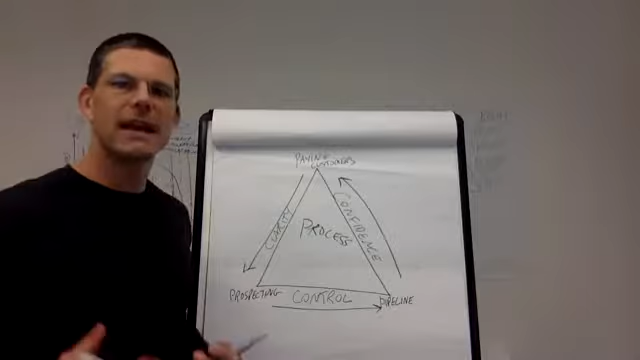 PAYING
CUSTOMERS
CLARITY
PROCESS
CONFIDENCE
PROSPECTING
CONTROL
PIPELINE